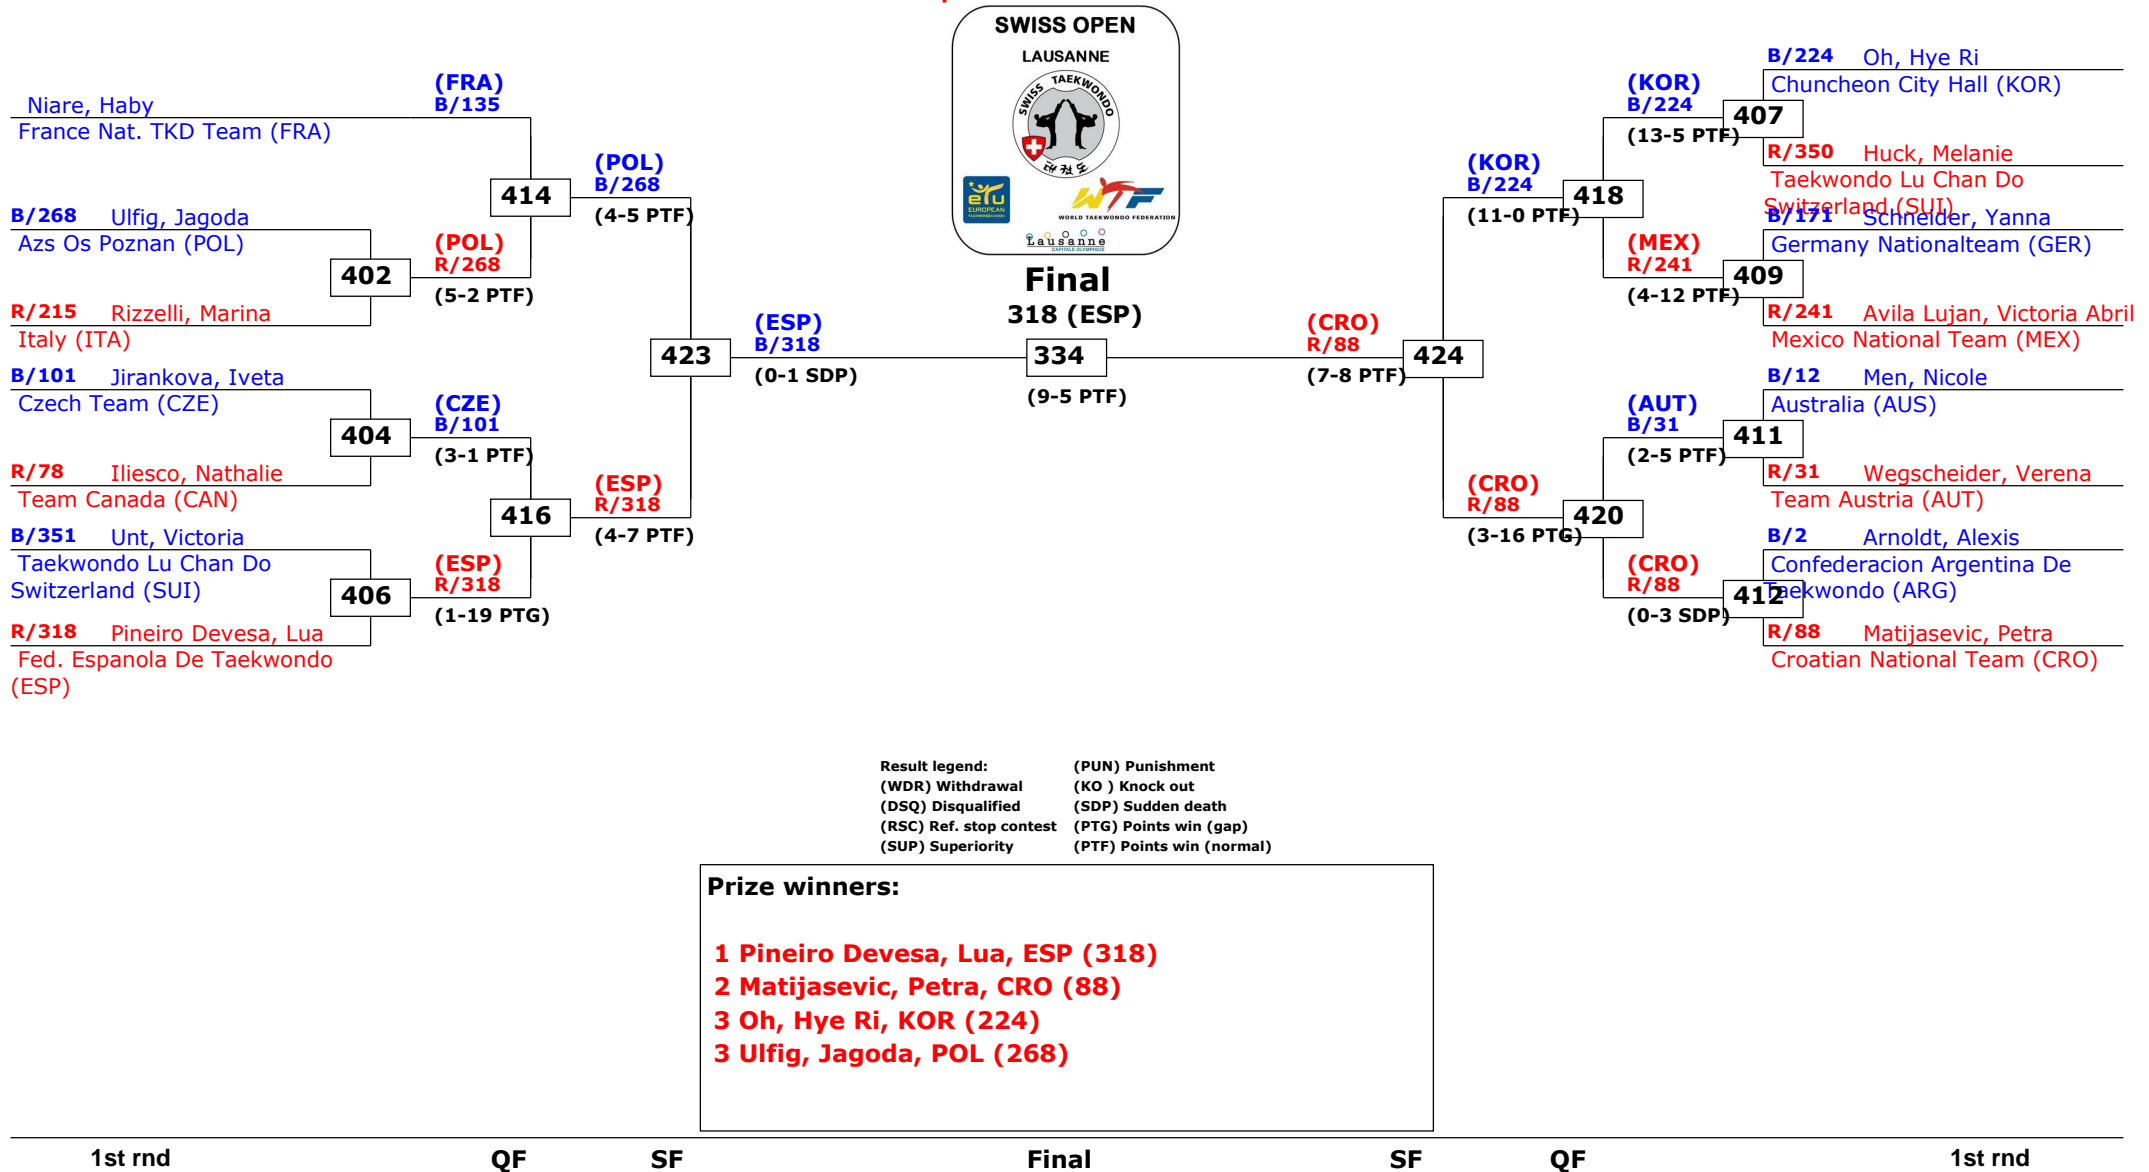 SWISS OPEN
LAUSANNE
SWISS TAEKWONDO
태권도
etu
EUROPEAN
WTF
WORLD TAEKWONDO FEDERATION
Lausanne
CAPITALE OLYMPIQUE
Final
318 (ESP)
334
(9-5 PTF)
Niare, Haby
France Nat. TKD Team (FRA)
B/268 Ulfig, Jagoda
Azs Os Poznan (POL)
402
R/215 Rizzelli, Marina
Italy (ITA)
B/101 Jirankova, Iveta
Czech Team (CZE)
404
R/78 Iliesco, Nathalie
Team Canada (CAN)
B/351 Unt, Victoria
Taekwondo Lu Chan Do
Switzerland (SUI)
406
R/318 Pineiro Devesa, Lua
Fed. Espanola De Taekwondo
(ESP)
(FRA)
B/135
414
(POL)
R/268
(5-2 PTF)
(CZE)
B/101
(3-1 PTF)
416
(ESP)
R/318
(1-19 PTG)
(POL)
B/268
(4-5 PTF)
423
(ESP)
R/318
(4-7 PTF)
(ESP)
B/318
(0-1 SDP)
(CRO)
R/88
(7-8 PTF)
424
(KOR)
B/224
(11-0 PTF)
418
(CRO)
R/88
(3-16 PTG)
420
(KOR)
B/224
(13-5 PTF)
(MEX)
R/241
(4-12 PTF)
(AUT)
B/31
(2-5 PTF)
(CRO)
R/88
(0-3 SDP)
B/224 Oh, Hye Ri
Chuncheon City Hall (KOR)
407
R/350 Huck, Melanie
Taekwondo Lu Chan Do
Switzerland (SUI)
B/171 Schneider, Yanna
Germany Nationalteam (GER)
409
R/241 Avila Lujan, Victoria Abril
Mexico National Team (MEX)
B/12 Men, Nicole
Australia (AUS)
411
R/31 Wegscheider, Verena
Team Austria (AUT)
B/2 Arnoldt, Alexis
Confederacion Argentina De
Taekwondo (ARG)
412
R/88 Matijasevic, Petra
Croatian National Team (CRO)
Result legend: (PUN) Punishment
(WDR) Withdrawal (KO ) Knock out
(DSQ) Disqualified (SDP) Sudden death
(RSC) Ref. stop contest (PTG) Points win (gap)
(SUP) Superiority (PTF) Points win (normal)
Prize winners:
1 Pineiro Devesa, Lua, ESP (318)
2 Matijasevic, Petra, CRO (88)
3 Oh, Hye Ri, KOR (224)
3 Ulfig, Jagoda, POL (268)
1st rnd QF SF Final SF QF 1st rnd